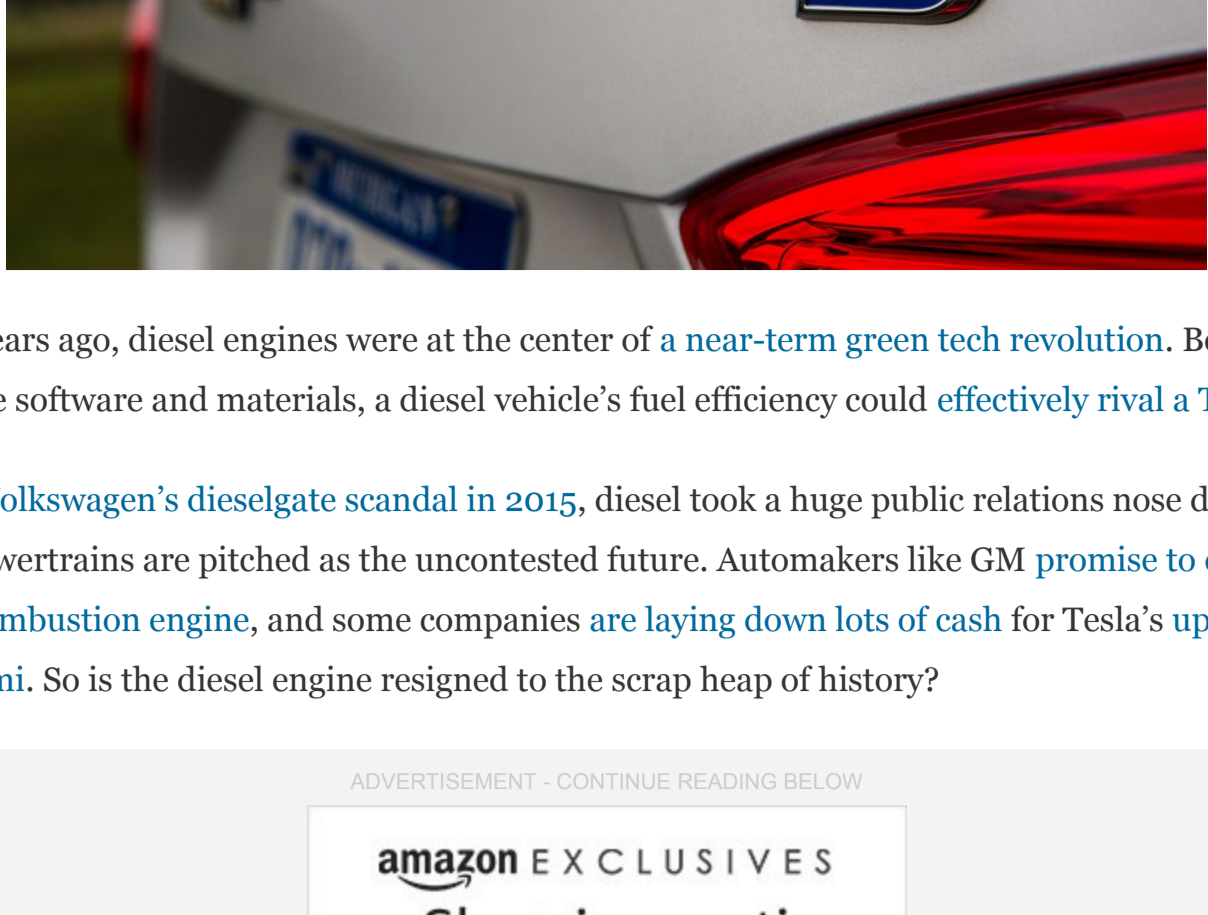 MICHIGAN
ears ago, diesel engines were at the center of a near-term green tech revolution. Be
e software and materials, a diesel vehicle’s fuel efficiency could effectively rival a T
olkswagen’s dieselgate scandal in 2015, diesel took a huge public relations nose d
wertrains are pitched as the uncontested future. Automakers like GM promise to
mbustion engine, and some companies are laying down lots of cash for Tesla’s up
mi. So is the diesel engine resigned to the scrap heap of history?
ADVERTISEMENT - CONTINUE READING BELOW
amazon EXCLUSIVES